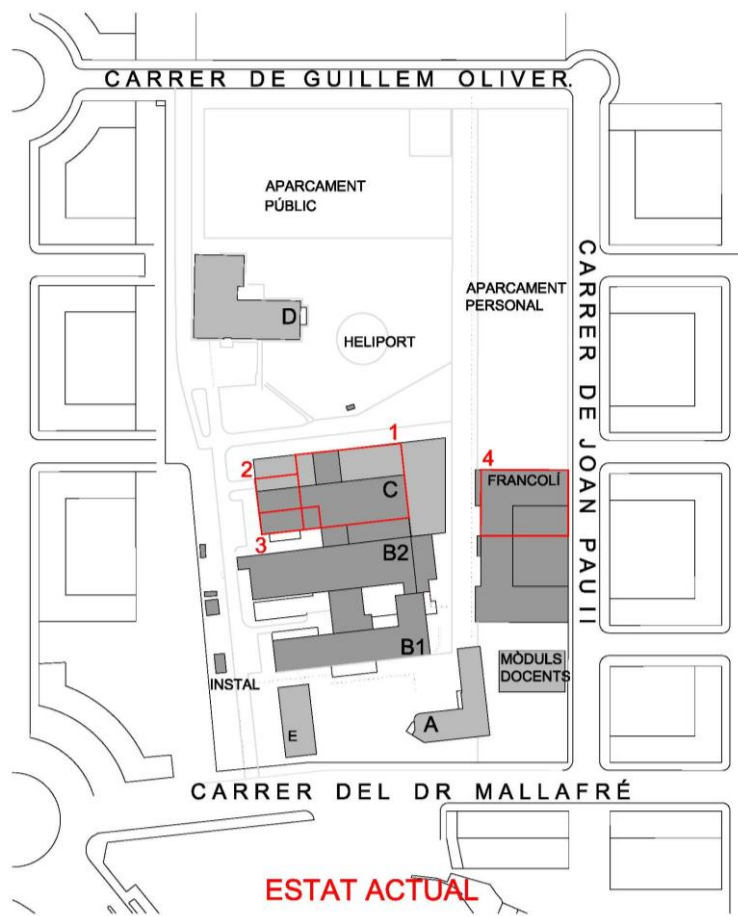 CARRER DE GUILLEM OLIVER.
APARCAMENT
PÚBLIC
APARCAMENT
PERSONAL
CARRER DE JOAN PAU II
D
HELIPORT
1
2
4
FRANCOLÍ
C
3
B2
B1
MÒDULS
DOCENTS
INSTAL
A
E
CARRER DEL DR MALLAFRÉ
ESTAT ACTUAL